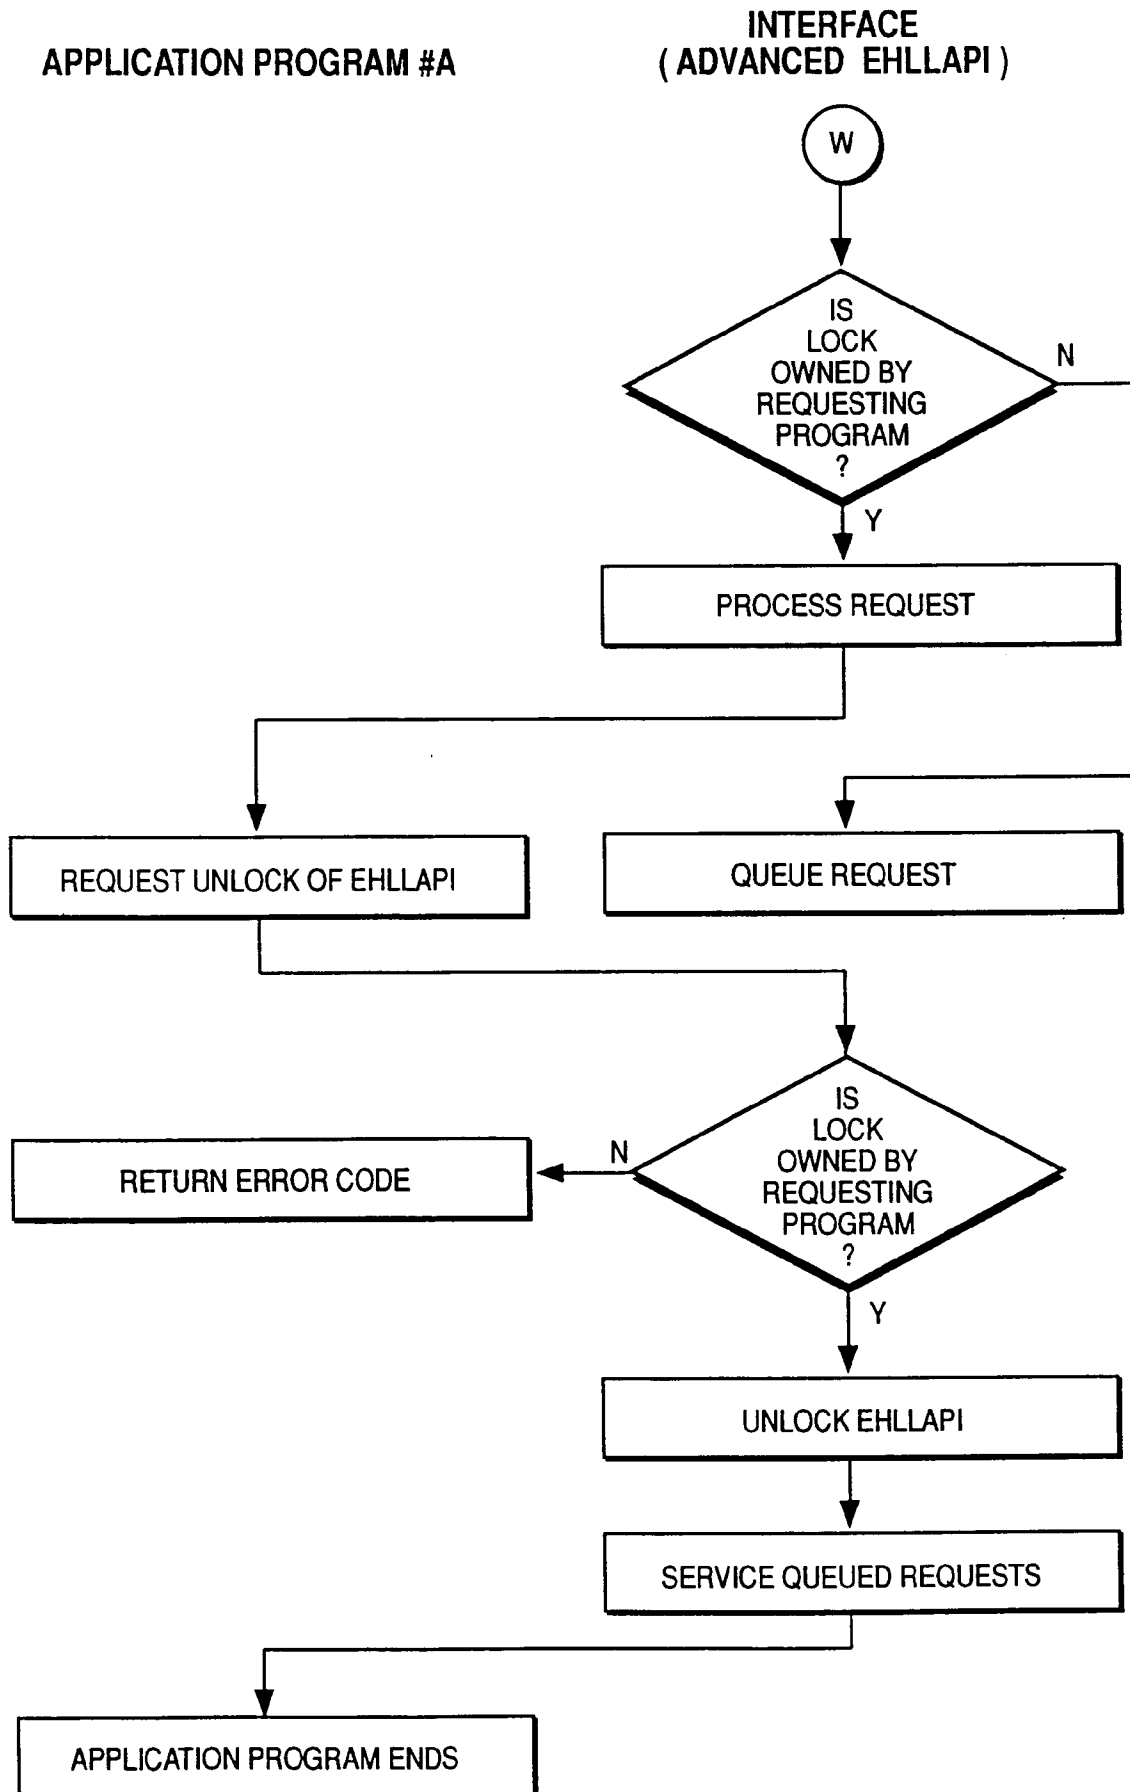 APPLICATION PROGRAM #A
INTERFACE
( ADVANCED EHLLAPI )
W
IS
LOCK
OWNED BY
REQUESTING
PROGRAM
?
N
Y
PROCESS REQUEST
REQUEST UNLOCK OF EHLLAPI
QUEUE REQUEST
IS
LOCK
OWNED BY
REQUESTING
PROGRAM
?
N
RETURN ERROR CODE
Y
UNLOCK EHLLAPI
SERVICE QUEUED REQUESTS
APPLICATION PROGRAM ENDS